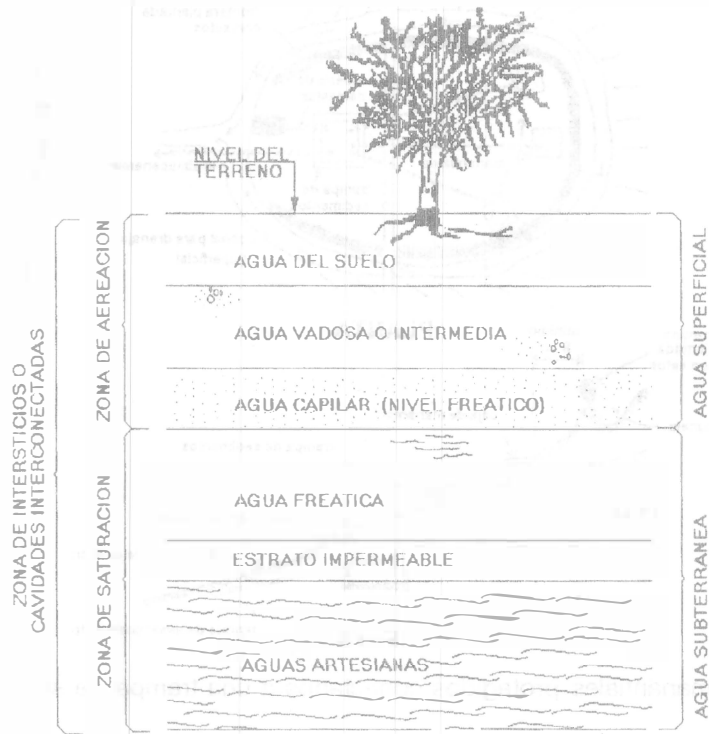 NIVEL DEL
TERRENO
ZONA DE INTERSTICIOS O
CAVIDADES INTERCONECTADAS
ZONA DE AEREACION
AGUA DEL SUELO
AGUA VADOSA O INTERMEDIA
AGUA CAPILAR (NIVEL FREATICO)
AGUA SUPERFICIAL
ZONA DE SATURACION
AGUA FREATICA
ESTRATO IMPERMEABLE
AGUAS ARTESIANAS
AGUA SUBTERRANEA